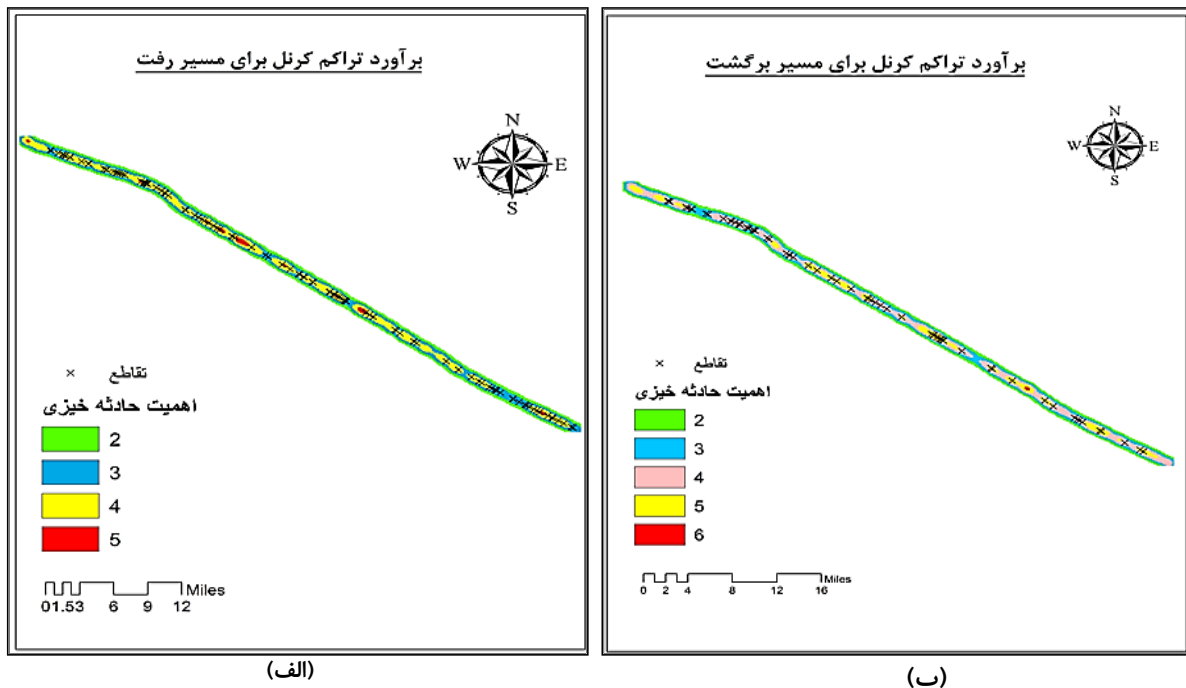 برآورد تراکم کرنل برای مسیر رفت
N
W E
S
تقاطع
اهمیت حادثه خیزی
2
3
4
5
Miles
01.53 6 9 12
(الف)
برآورد تراکم کرنل برای مسیر برگشت
N
W E
S
تقاطع
اهمیت حادثه خیزی
2
3
4
5
6
Miles
0 2 4 8 12 16
(ب)